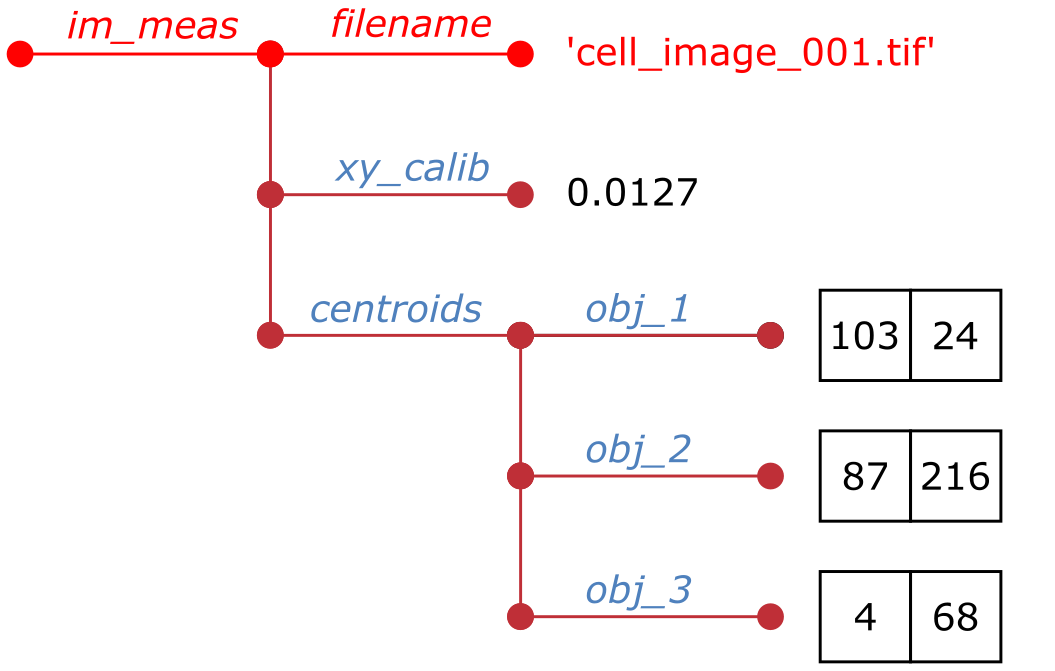 im_meas filename 'cell_image_001.tif'
xy_calib 0.0127
centroids obj_1 103 24
obj_2 87 216
obj_3 4 68